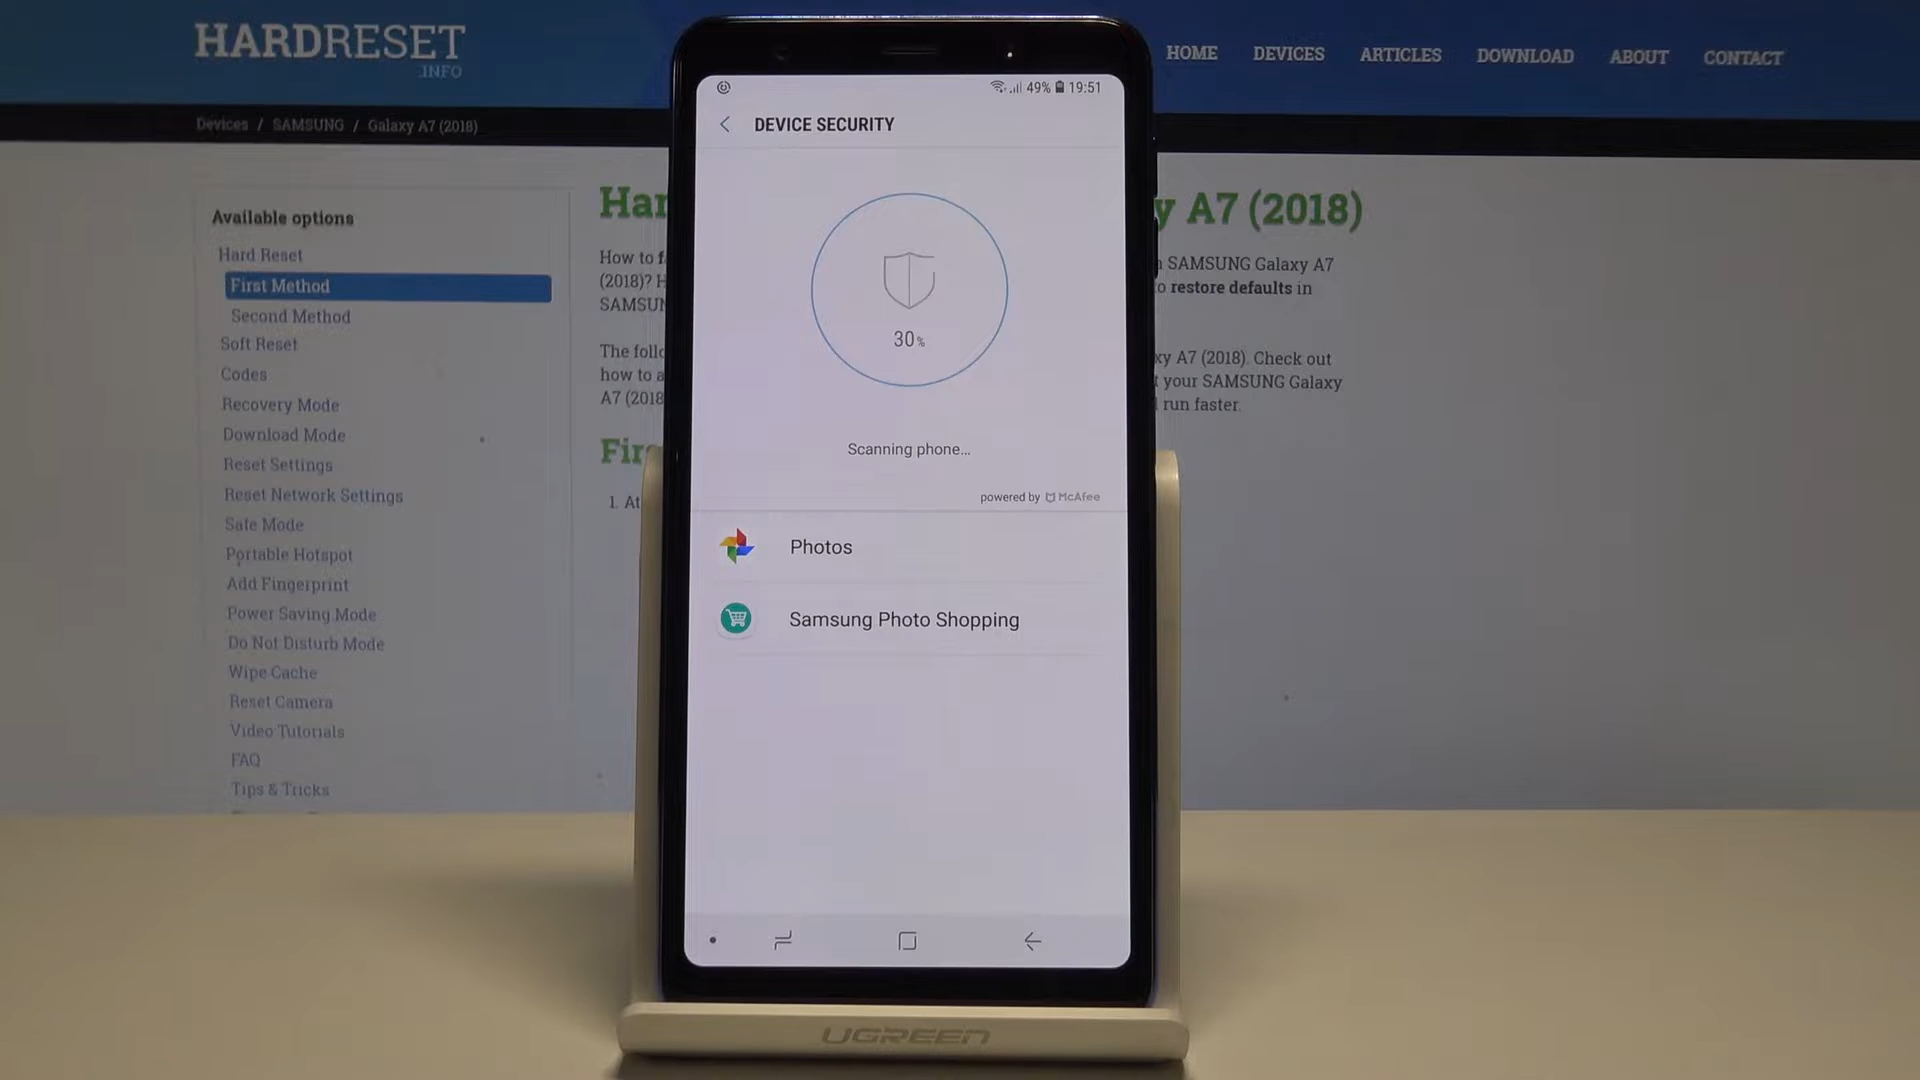 HARDRESET
.INFO
HOME DEVICES ARTICLES DOWNLOAD ABOUT CONTACT
Devices / SAMSUNG / Galaxy A7 (2018)
Available options
Hard Reset
First Method
Second Method
Soft Reset
Codes
Recovery Mode
Download Mode
Reset Settings
Reset Network Settings
Safe Mode
Portable Hotspot
Add Fingerprint
Power Saving Mode
Do Not Disturb Mode
Wipe Cache
Reset Camera
Video Tutorials
FAQ
Tips & Tricks
Har
y A7 (2018)
How to f
SAMSUNG Galaxy A7
(2018)? H
o restore defaults in
SAMSUN
The follo
xy A7 (2018). Check out
how to a
t your SAMSUNG Galaxy
A7 (2018
run faster.
Fir
1. At
49% 19:51
DEVICE SECURITY
30%
Scanning phone...
powered by McAfee
Photos
Samsung Photo Shopping
UGREEN